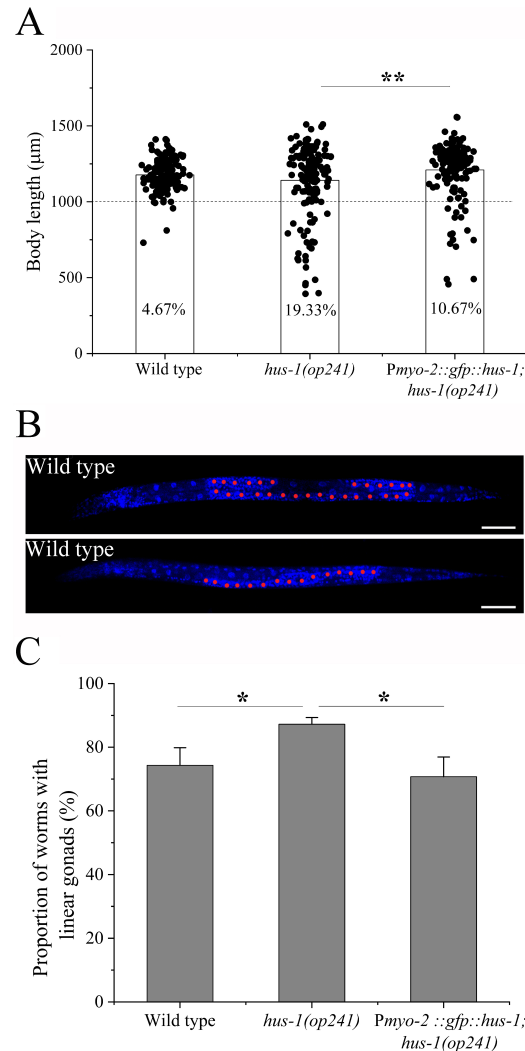 A
2000
**
1500
1000
500
0
Body length (μm)
4.67%
19.33%
10.67%
Wild type
hus-1(op241)
Pmyo-2::gfp::hus-1;
hus-1(op241)
B
Wild type
Wild type
C
100
80
60
40
20
0
*
*
Proportion of worms with
linear gonads (%)
Wild type
hus-1(op241)
Pmyo-2 ::gfp::hus-1;
hus-1(op241)